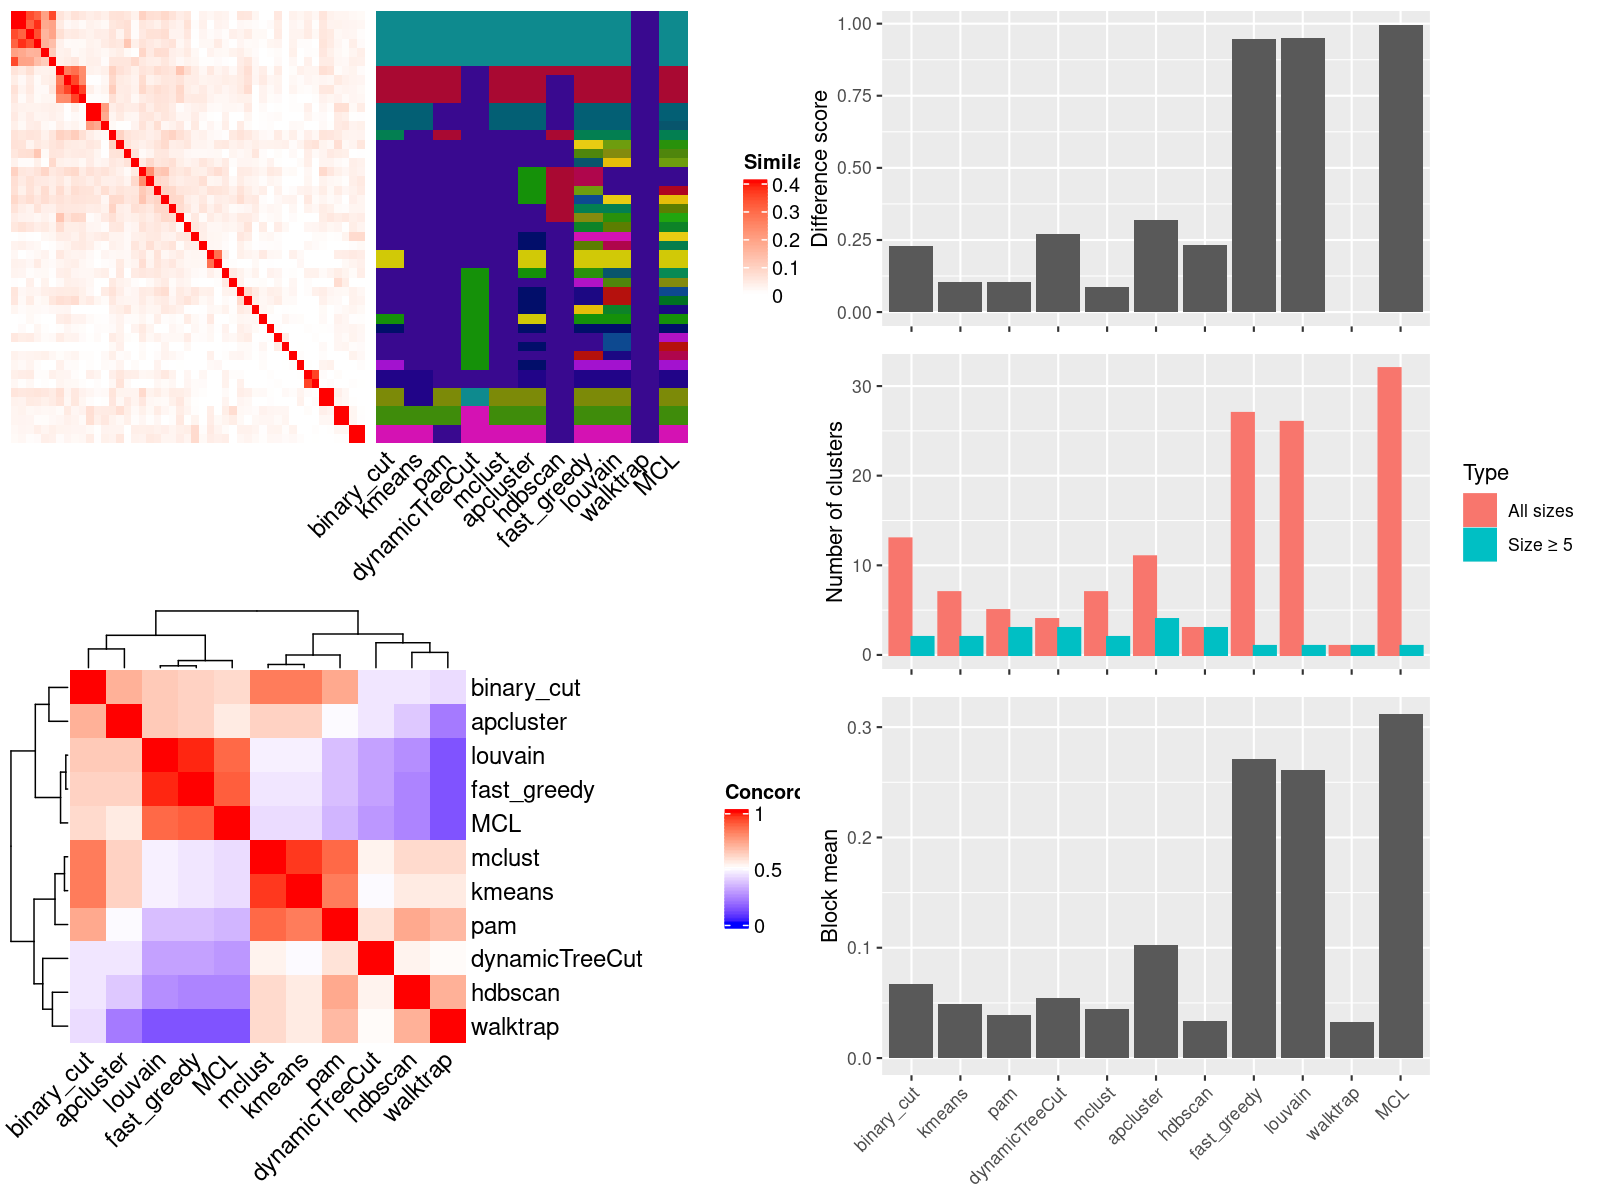 Simila
0.4
0.3
0.2
0.1
0
binary_cut
kmeans
pam
dynamicTreeCut
mclust
apcluster
hdbscan
fast_greedy
louvain
walktrap
MCL
binary_cut
apcluster
louvain
fast_greedy
MCL
mclust
kmeans
pam
dynamicTreeCut
hdbscan
walktrap
binary_cut
apcluster
louvain
fast_greedy
MCL
mclust
kmeans
pam
dynamicTreeCut
hdbscan
walktrap
Concord
1
0.5
0
Difference score
1.00
0.75
0.50
0.25
0.00
Number of clusters
30
20
10
0
Type
All sizes
Size ≥ 5
Block mean
0.3
0.2
0.1
0.0
binary_cut
kmeans
pam
dynamicTreeCut
mclust
apcluster
hdbscan
fast_greedy
louvain
walktrap
MCL